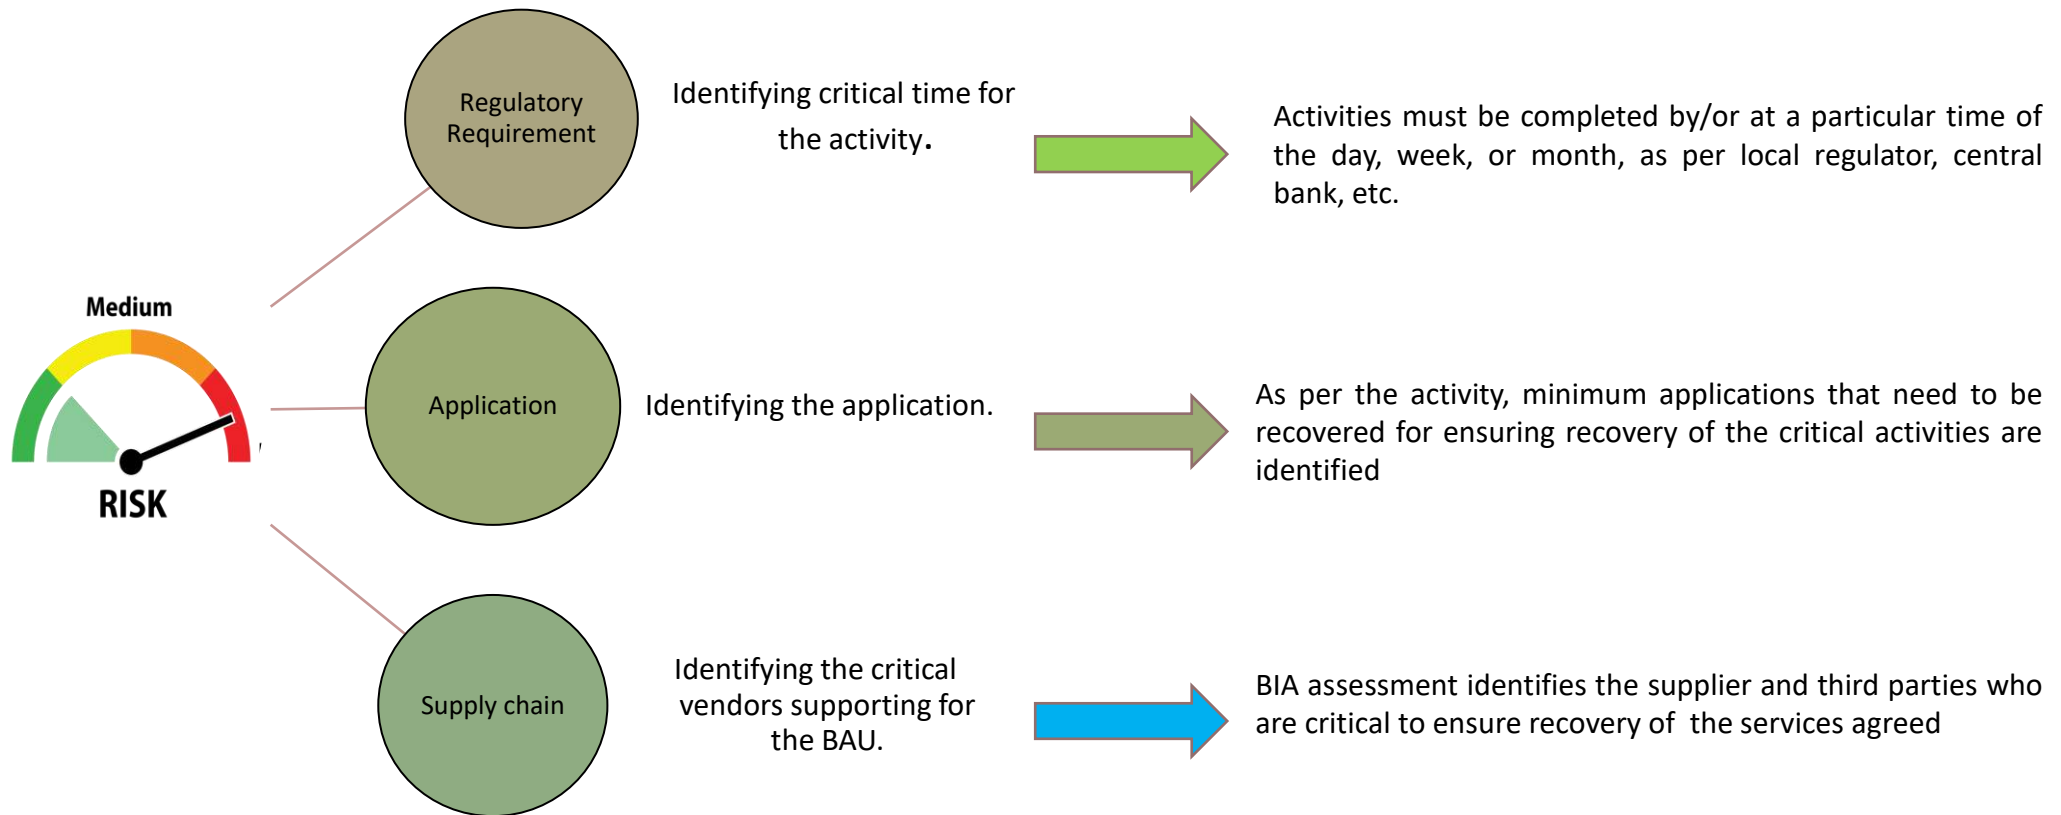 Regulatory
Requirement
Identifying critical time for
the activity.
Activities must be completed by/or at a particular time of
the day, week, or month, as per local regulator, central
bank, etc.
Medium
RISK
Application
Identifying the application.
As per the activity, minimum applications that need to be
recovered for ensuring recovery of the critical activities are
identified
Supply chain
Identifying the critical
vendors supporting for
the BAU.
BIA assessment identifies the supplier and third parties who
are critical to ensure recovery of the services agreed